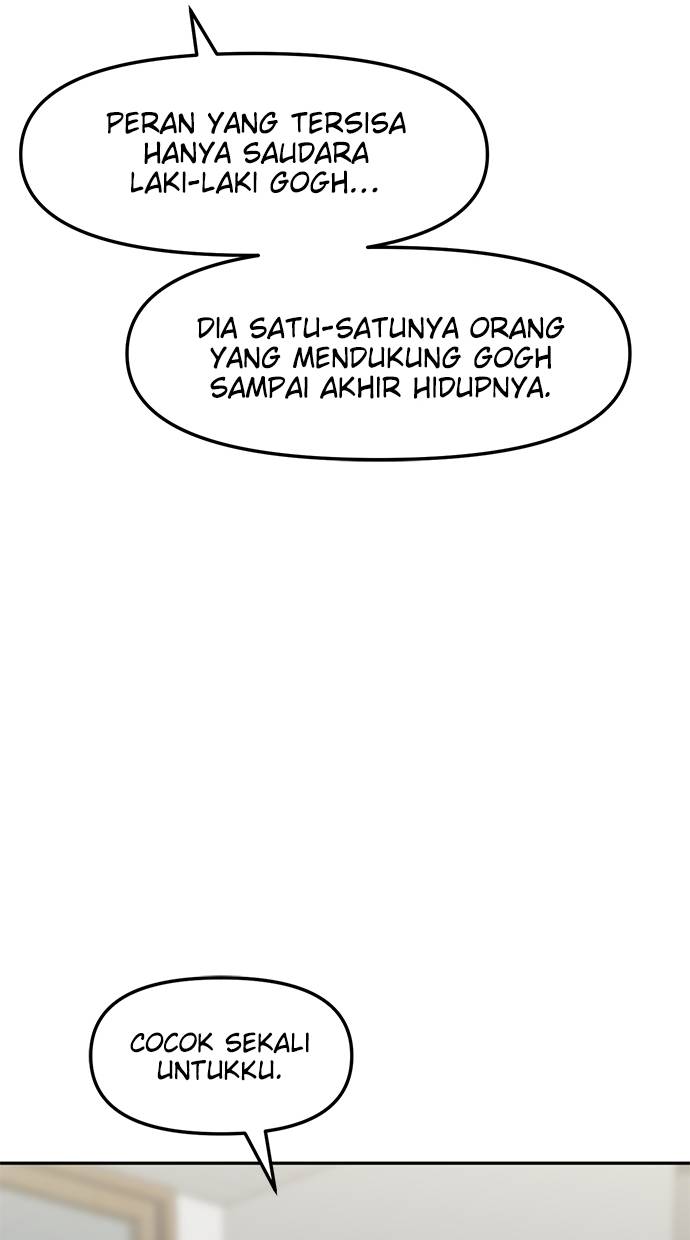 PERAN YANG TERSISA
HANYA SAUDARA
LAKI-LAKI GOGH...
DIA SATU-SATUNYA ORANG
YANG MENDUKUNG GOGH
SAMPAI AKHIR HIDUPNYA.
COCOK SEKALI
UNTUKKU.